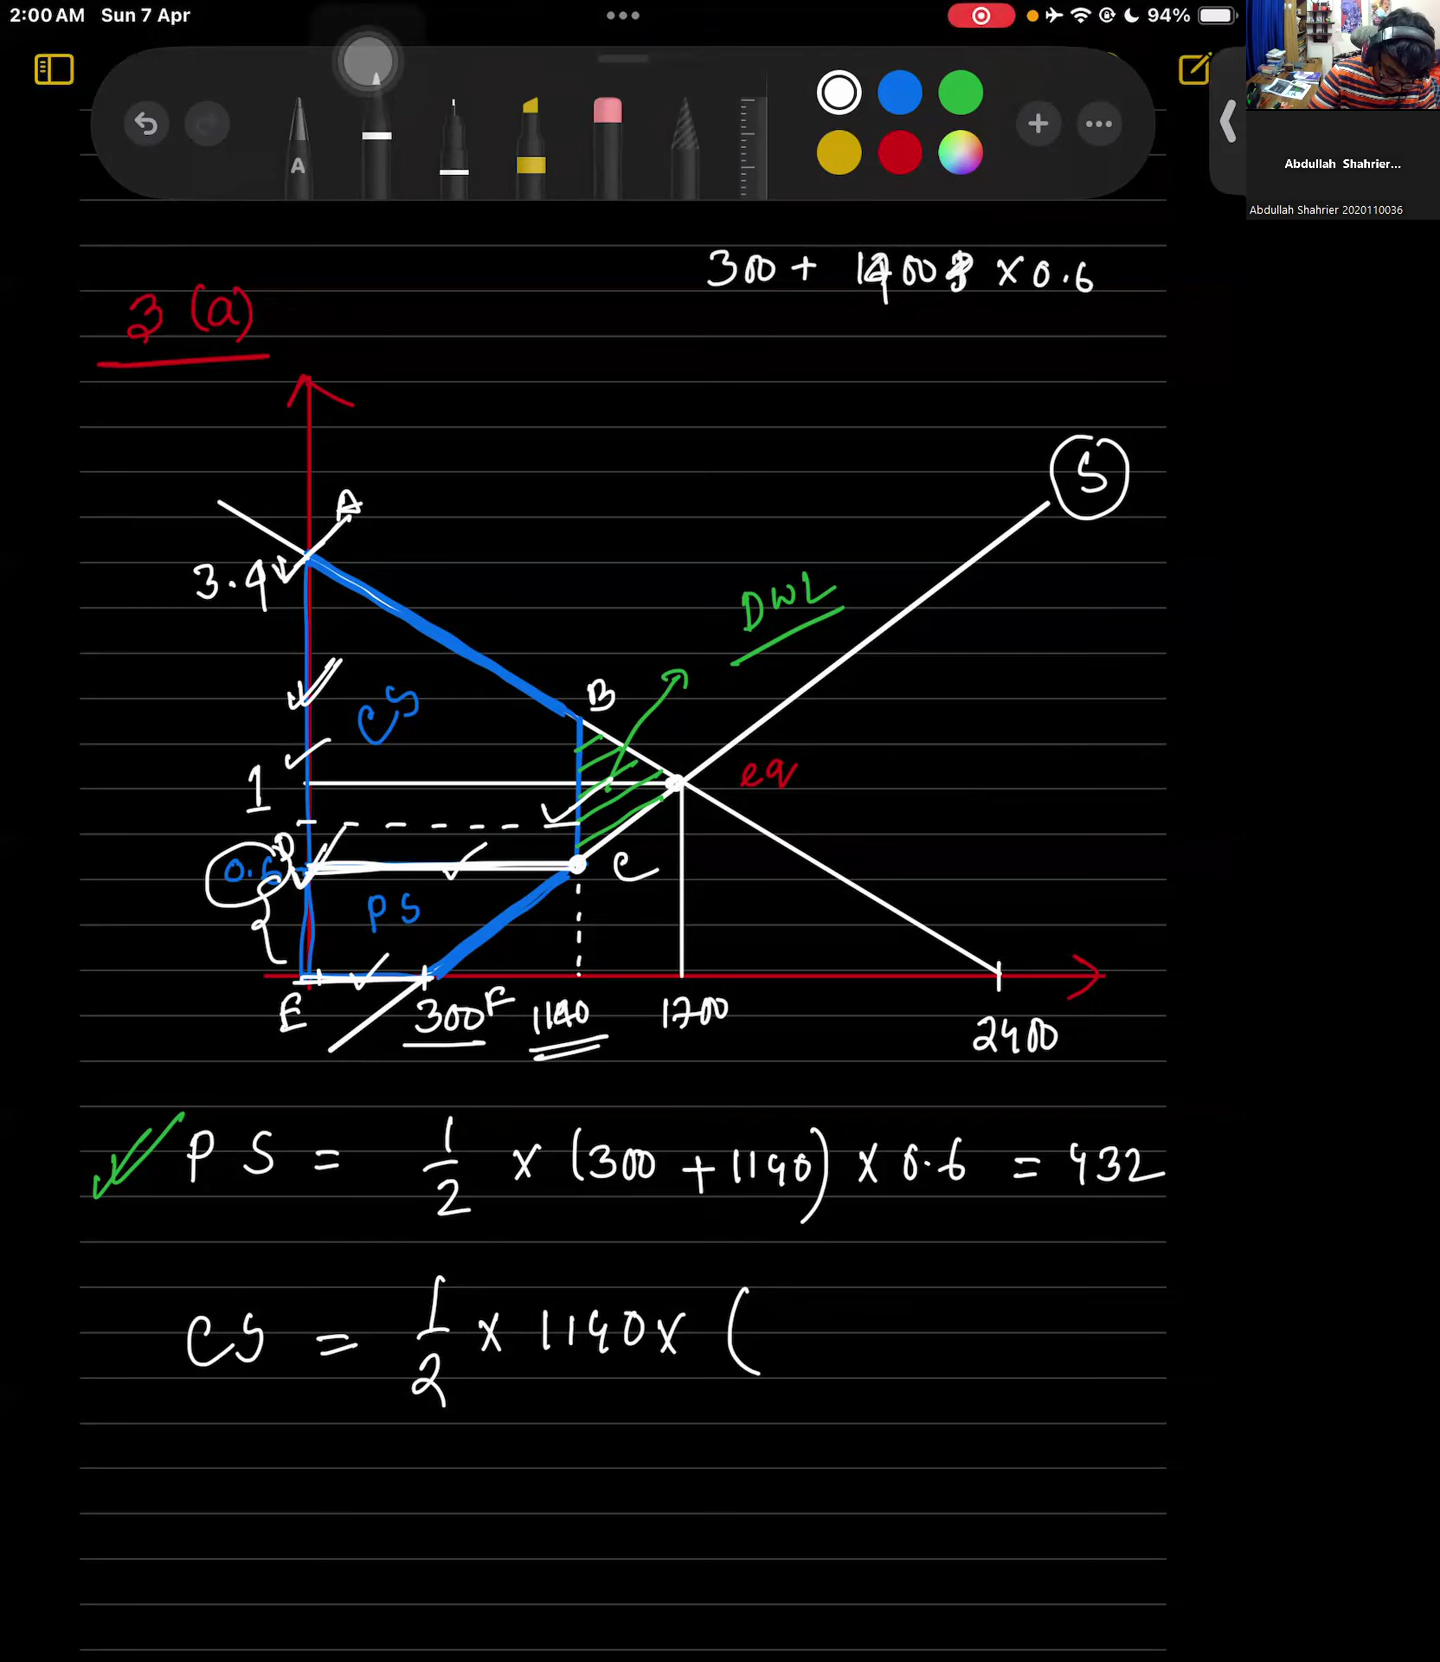 2:00 AM Sun 7 Apr
94%
A
Abdullah Shahrier...
Abdullah Shahrier 2020110036
300 + 1400 × 0.6
3 (a)
S
A
3.4
DWL
B
CS
eq
1
D
0.6
C
PS
E
300 F
1140
1200
2400
PS = 1/2 × (300 + 1140) × 0.6 = 432
CS = 1/2 × 1140 × (